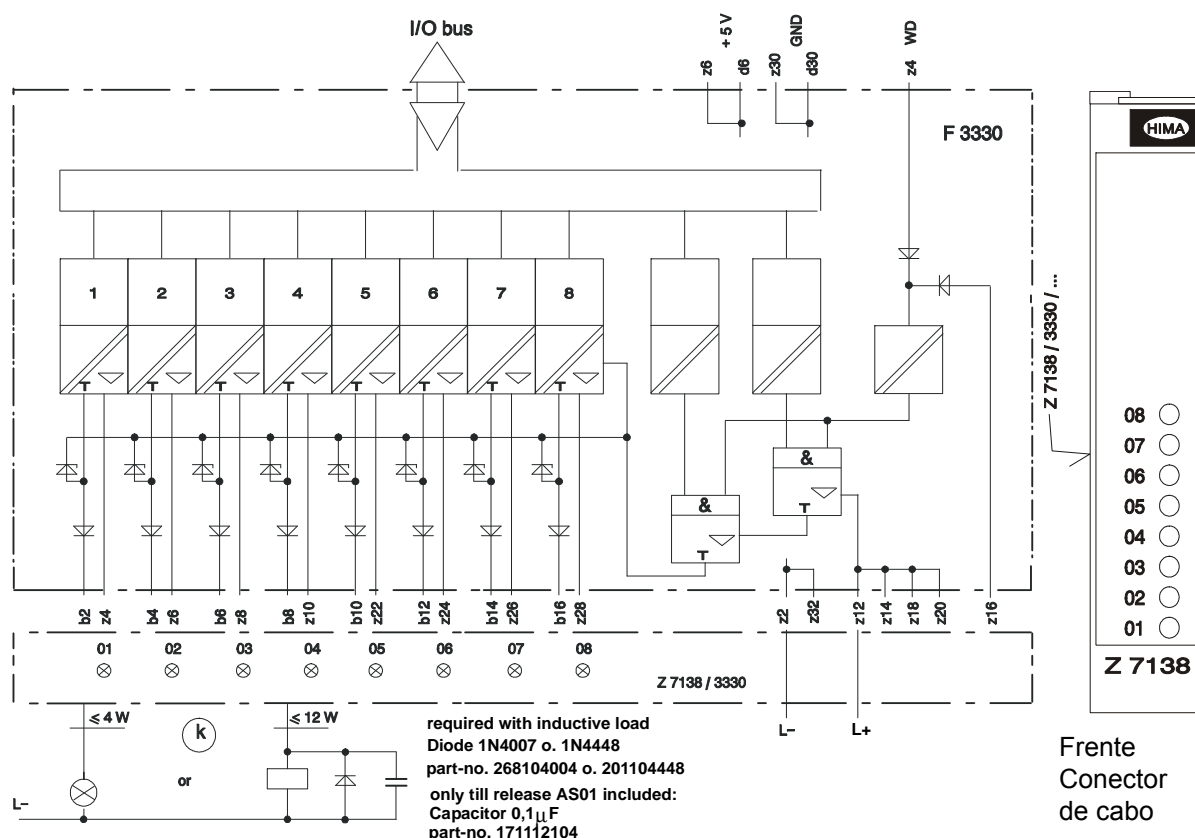 I/O bus
+ 5 V
GND
WD
z6
d6
z30
d30
z4
F 3330
HIMA
1 2 3 4 5 6 7 8
T T T T T T T T
&
T
&
T
Z 7138 / 3330 / ...
08
07
06
05
04
03
02
01
Z 7138
b2 z4 b4 z6 b6 z8 b8 z10 b10 z22 b12 z24 b14 z26 b16 z28 z2 z32 z12 z14 z18 z20 z16
01 02 03 04 05 06 07 08
Z 7138 / 3330
≤ 4 W
k
or
≤ 12 W
L–
required with inductive load
Diode 1N4007 o. 1N4448
part-no. 268104004 o. 201104448
only till release AS01 included:
Capacitor 0,1µF
part-no. 171112104
L–
L+
Frente
Conector
de cabo